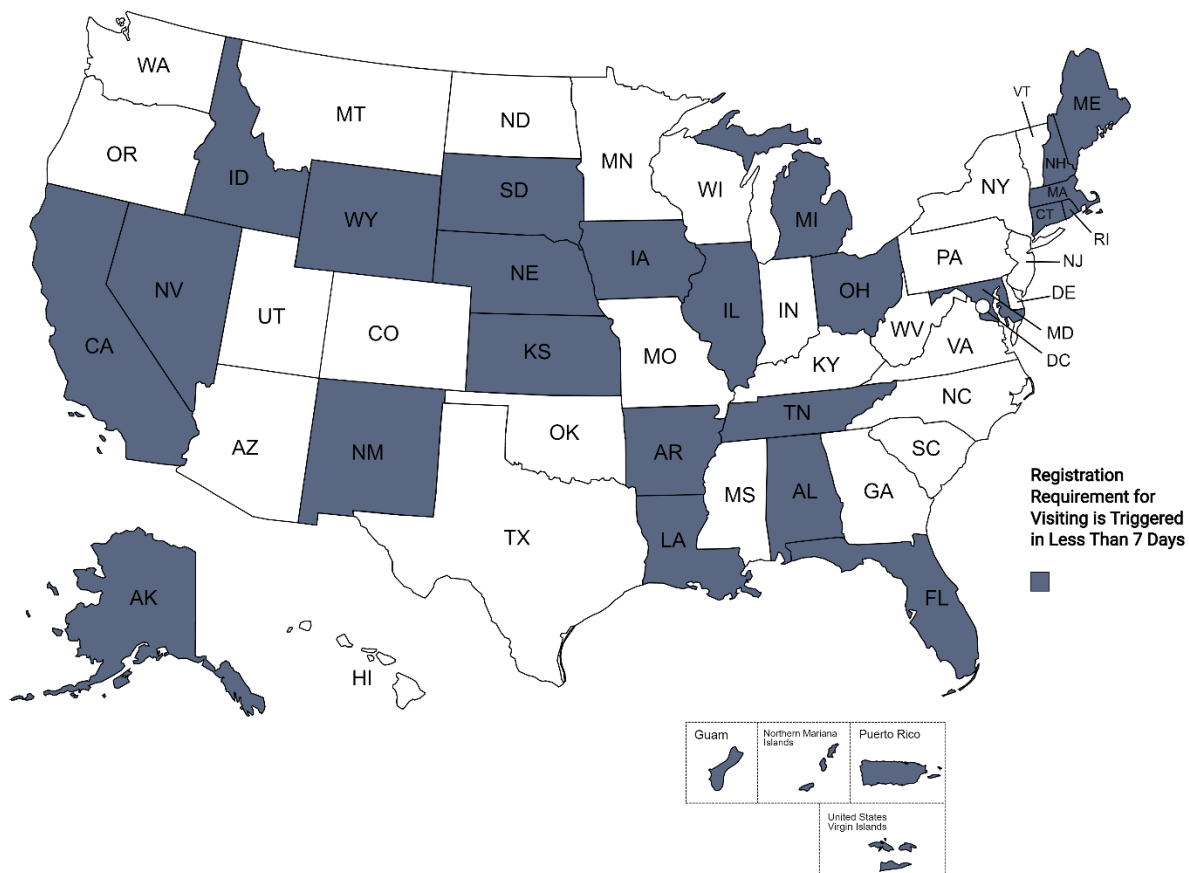 WA
MT
ND
MN
VT
ME
OR
ID
SD
WI
NY
NH
WY
MI
MA
CT
RI
IA
PA
NJ
NE
NV
IL
IN
OH
DE
UT
CO
WV
MD
CA
KS
MO
VA
DC
KY
NC
TN
AZ
NM
OK
AR
SC
MS
AL
GA
TX
LA
Registration
Requirement for
Visiting is Triggered
in Less Than 7 Days
AK
FL
HI
Guam
Northern Mariana
Islands
Puerto Rico
United States
Virgin Islands